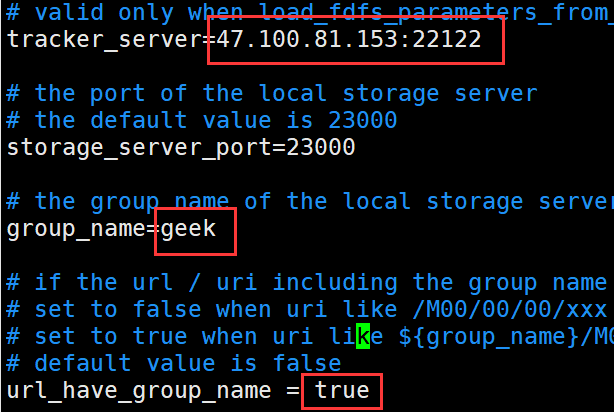 # valid only when load_fdfs_parameters_from_
tracker_server=47.100.81.153:22122
# the port of the local storage server
# the default value is 23000
storage_server_port=23000
# the group name of the local storage server
group_name=geek
# if the url / uri including the group name
# set to false when uri like /M00/00/00/xxx
# set to true when uri like ${group_name}/M0
# default value is false
url_have_group_name = true